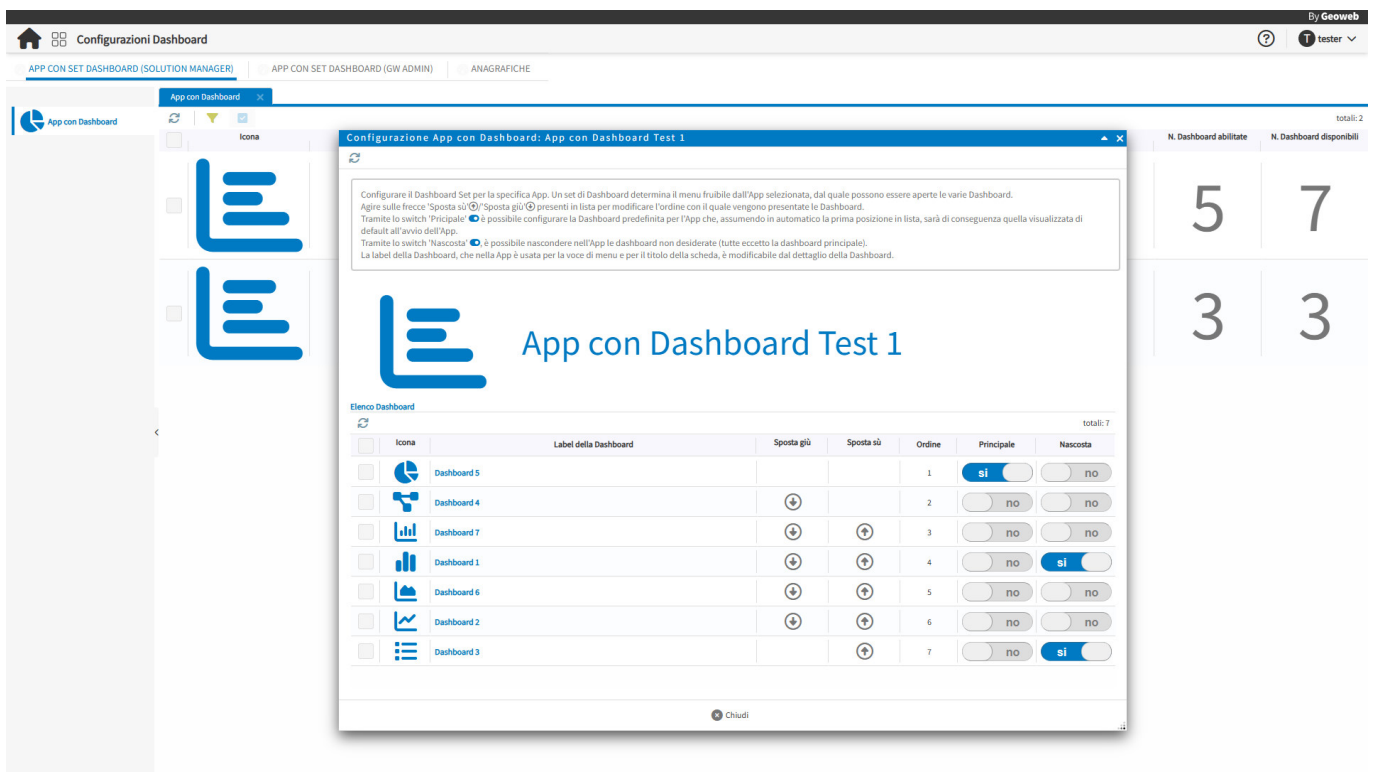 By Geoweb
Configurazioni Dashboard
? T tester
APP CON SET DASHBOARD (SOLUTION MANAGER) APP CON SET DASHBOARD (GW ADMIN) ANAGRAFICHE
App con Dashboard
App con Dashboard
totali: 2
Icona
N. Dashboard abilitate N. Dashboard disponibili
5 7
3 3
Configurazione App con Dashboard: App con Dashboard Test 1
Configurare il Dashboard Set per la specifica App. Un set di Dashboard determina il menu fruibile dall'App selezionata, dal quale possono essere aperte le varie Dashboard.
Agire sulle frecce 'Sposta sù'/'Sposta giù' presenti in lista per modificare l'ordine con il quale vengono presentate le Dashboard.
Tramite lo switch 'Pricipale' è possibile configurare la Dashboard predefinita per l'App che, assumendo in automatico la prima posizione in lista, sarà di conseguenza quella visualizzata di
default all'avvio dell'App.
Tramite lo switch 'Nascosta', è possibile nascondere nell'App le dashboard non desiderate (tutte eccetto la dashboard principale).
La label della Dashboard, che nella App è usata per la voce di menu e per il titolo della scheda, è modificabile dal dettaglio della Dashboard.
App con Dashboard Test 1
Elenco Dashboard
totali: 7
Icona Label della Dashboard Sposta giù Sposta sù Ordine Principale Nascosta
Dashboard 5 1 si no
Dashboard 4 2 no no
Dashboard 7 3 no no
Dashboard 1 4 no si
Dashboard 6 5 no no
Dashboard 2 6 no no
Dashboard 3 7 no si
Chiudi